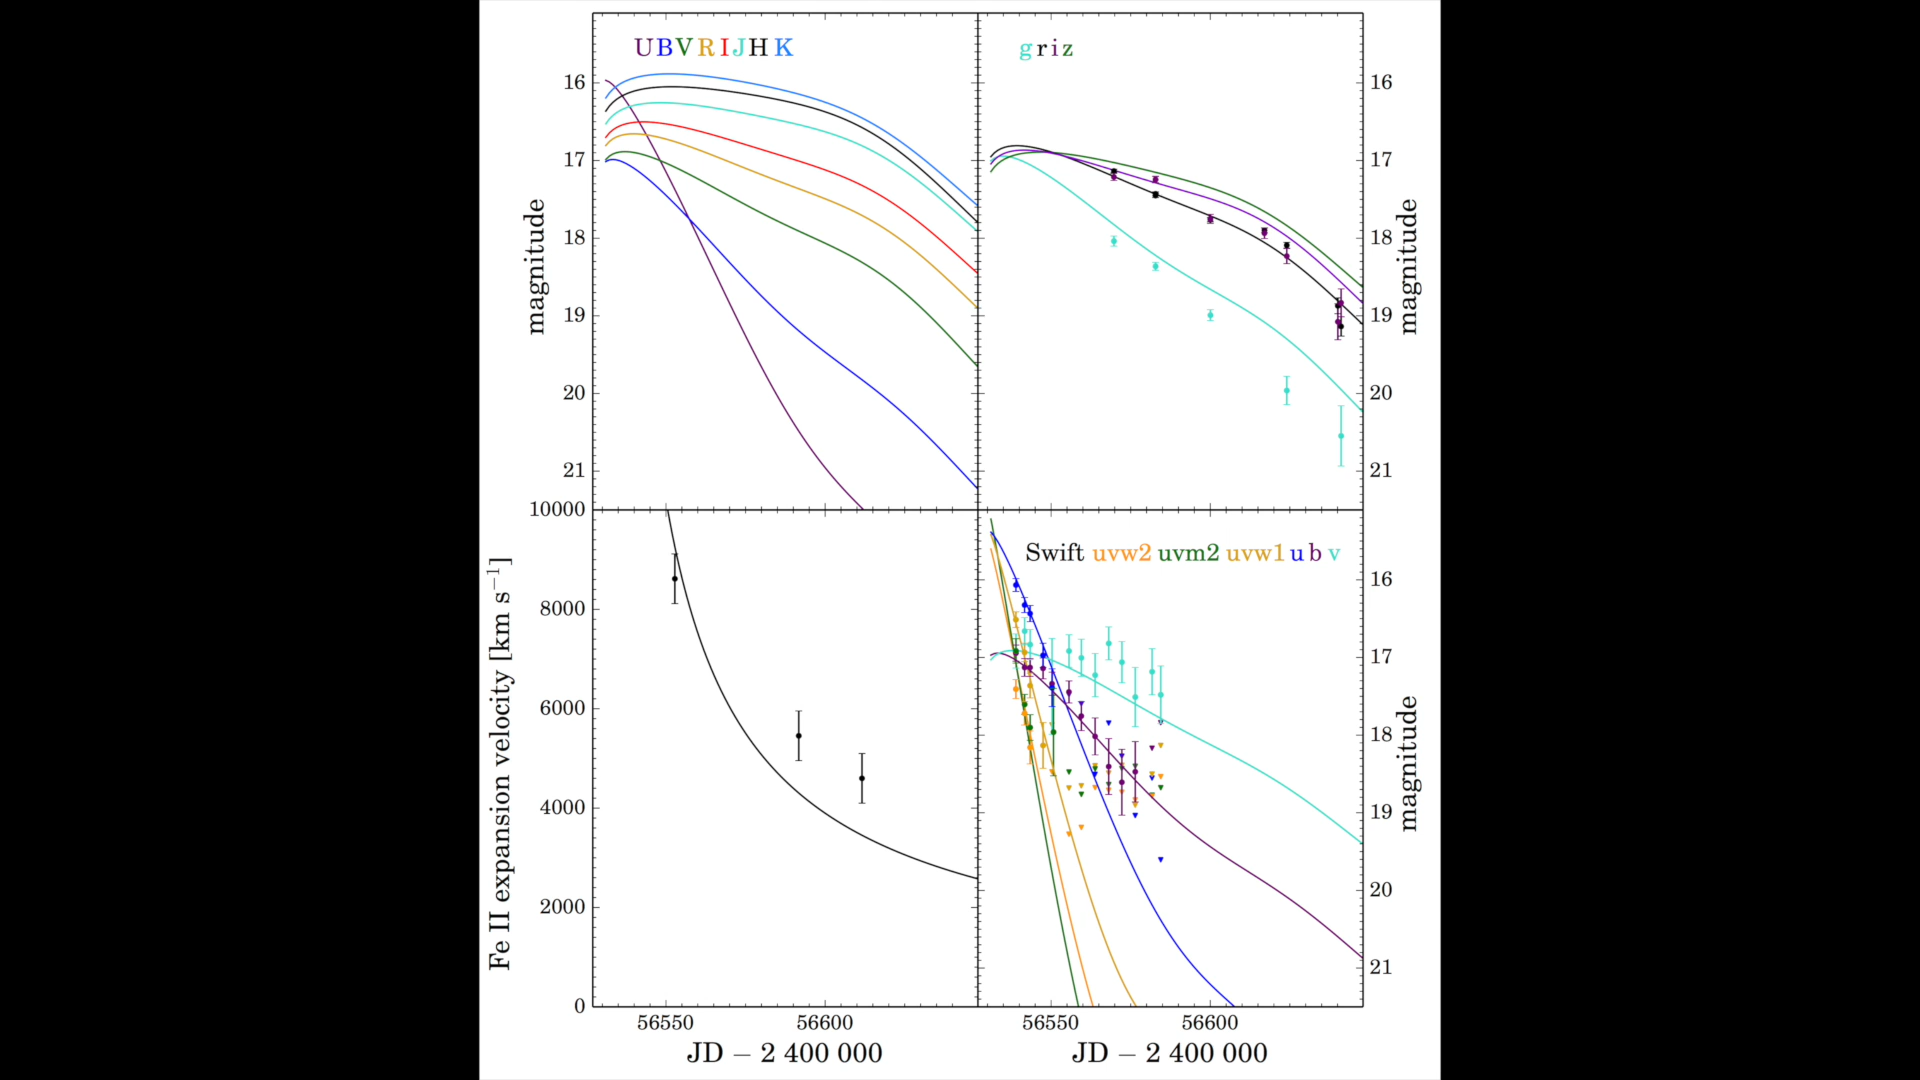 U B V R I J H K
g r i z
16
17
18
19
20
21
magnitude
16
17
18
19
20
21
magnitude
10000
8000
6000
4000
2000
0
Fe II expansion velocity [km s−1]
Swift uvw2 uvm2 uvw1 u b v
16
17
18
19
20
21
magnitude
56550 56600
56550 56600
JD − 2 400 000
JD − 2 400 000